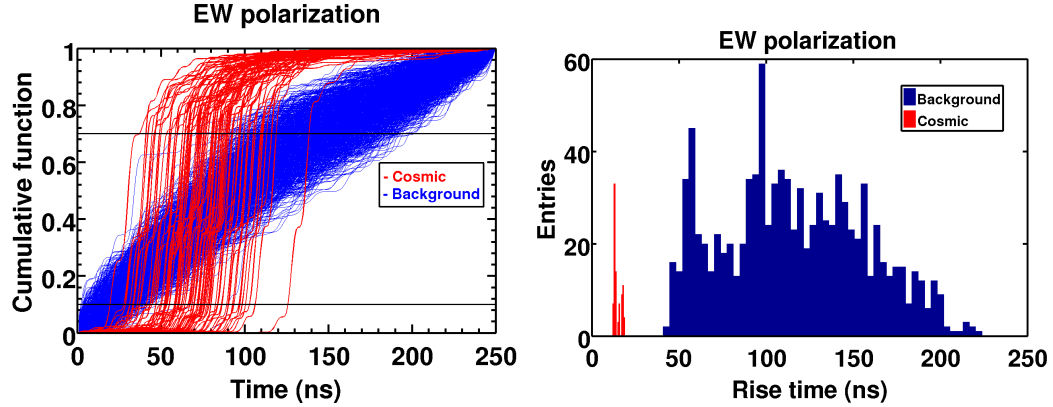 EW polarization
1
0.8
0.6
0.4
0.2
0
0 50 100 150 200 250
Cumulative function
Time (ns)
- Cosmic
- Background
EW polarization
60
40
20
0
0 50 100 150 200 250
Entries
Rise time (ns)
Background
Cosmic